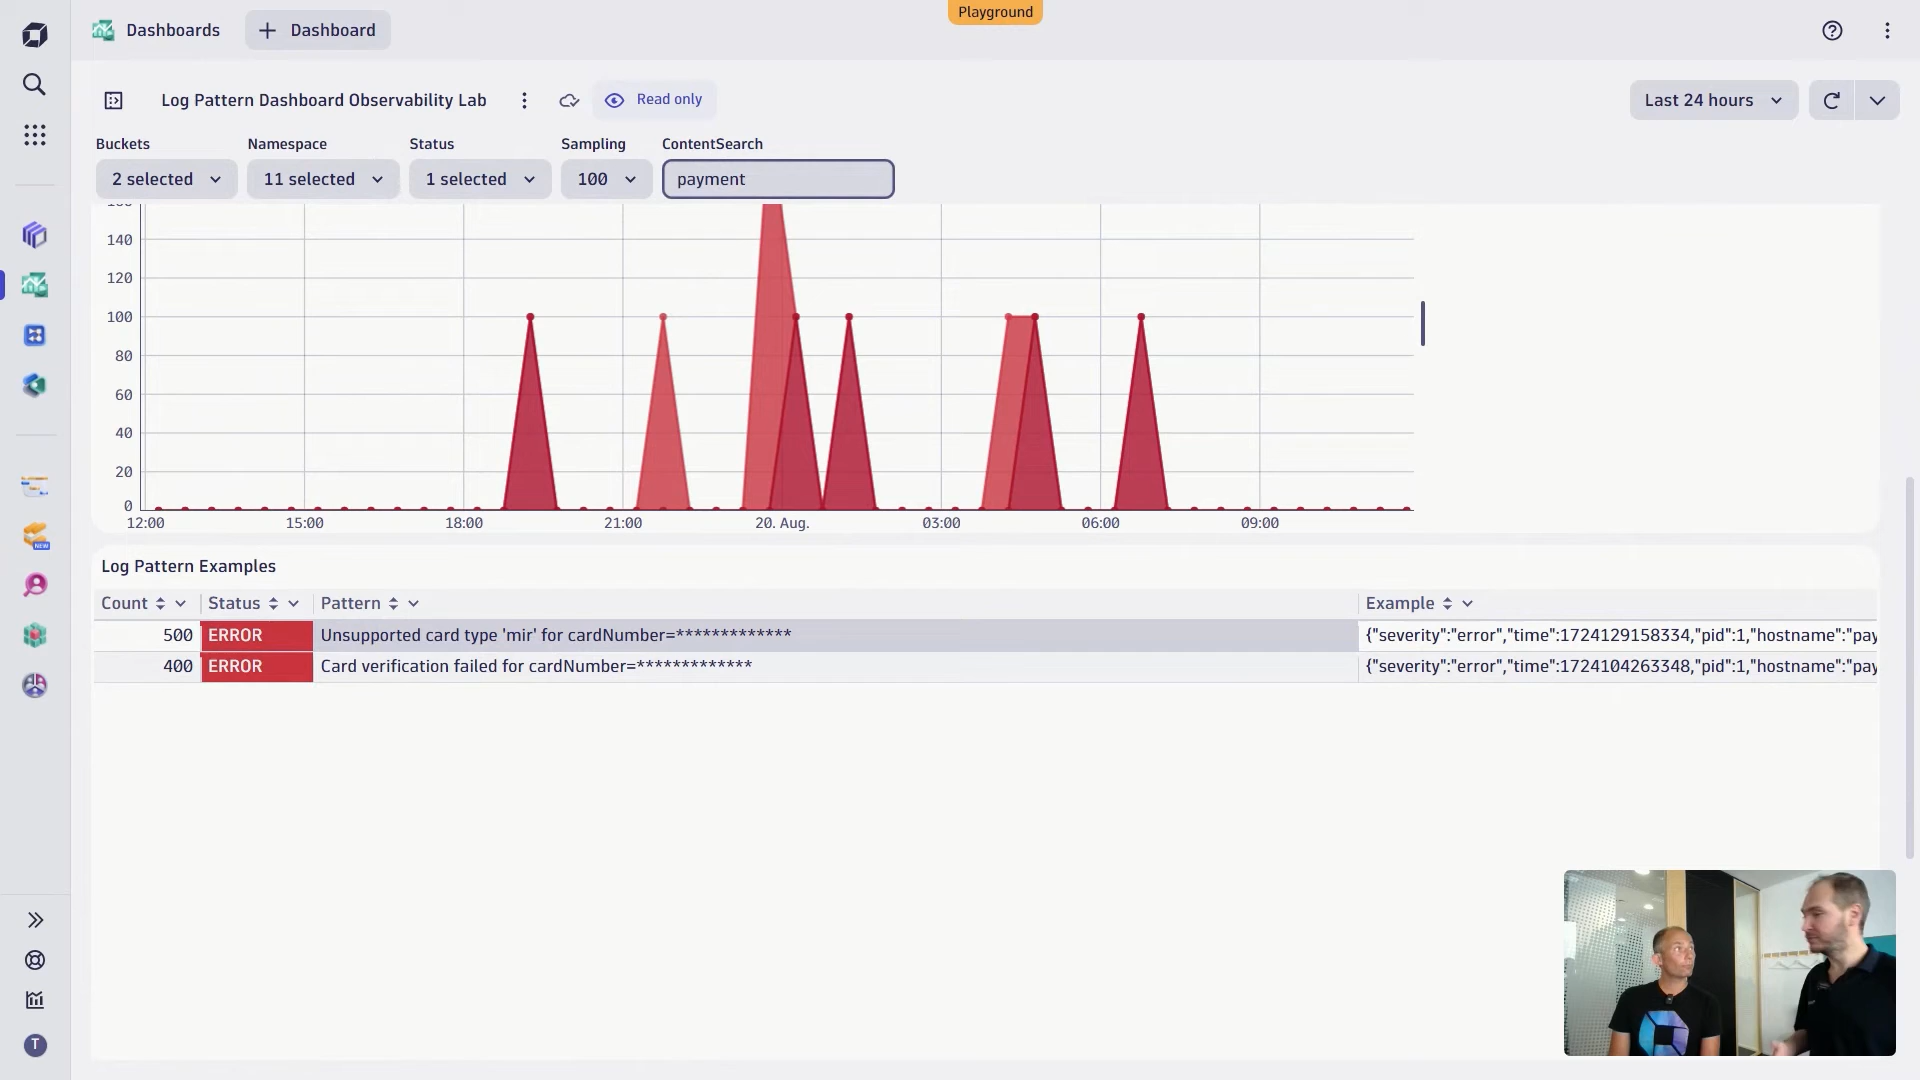 Playground
Dashboards
Dashboard
Log Pattern Dashboard Observability Lab
Read only
Last 24 hours
Buckets
Namespace
Status
Sampling
ContentSearch
2 selected
11 selected
1 selected
100
payment
160
140
120
100
80
60
40
20
0
12:00
15:00
18:00
21:00
20. Aug.
03:00
06:00
09:00
Log Pattern Examples
Count
Status
Pattern
Example
500
ERROR
Unsupported card type 'mir' for cardNumber=*************
{"severity":"error","time":1724129158334,"pid":1,"hostname":"pay
400
ERROR
Card verification failed for cardNumber=*************
{"severity":"error","time":1724104263348,"pid":1,"hostname":"pay
NEW
T